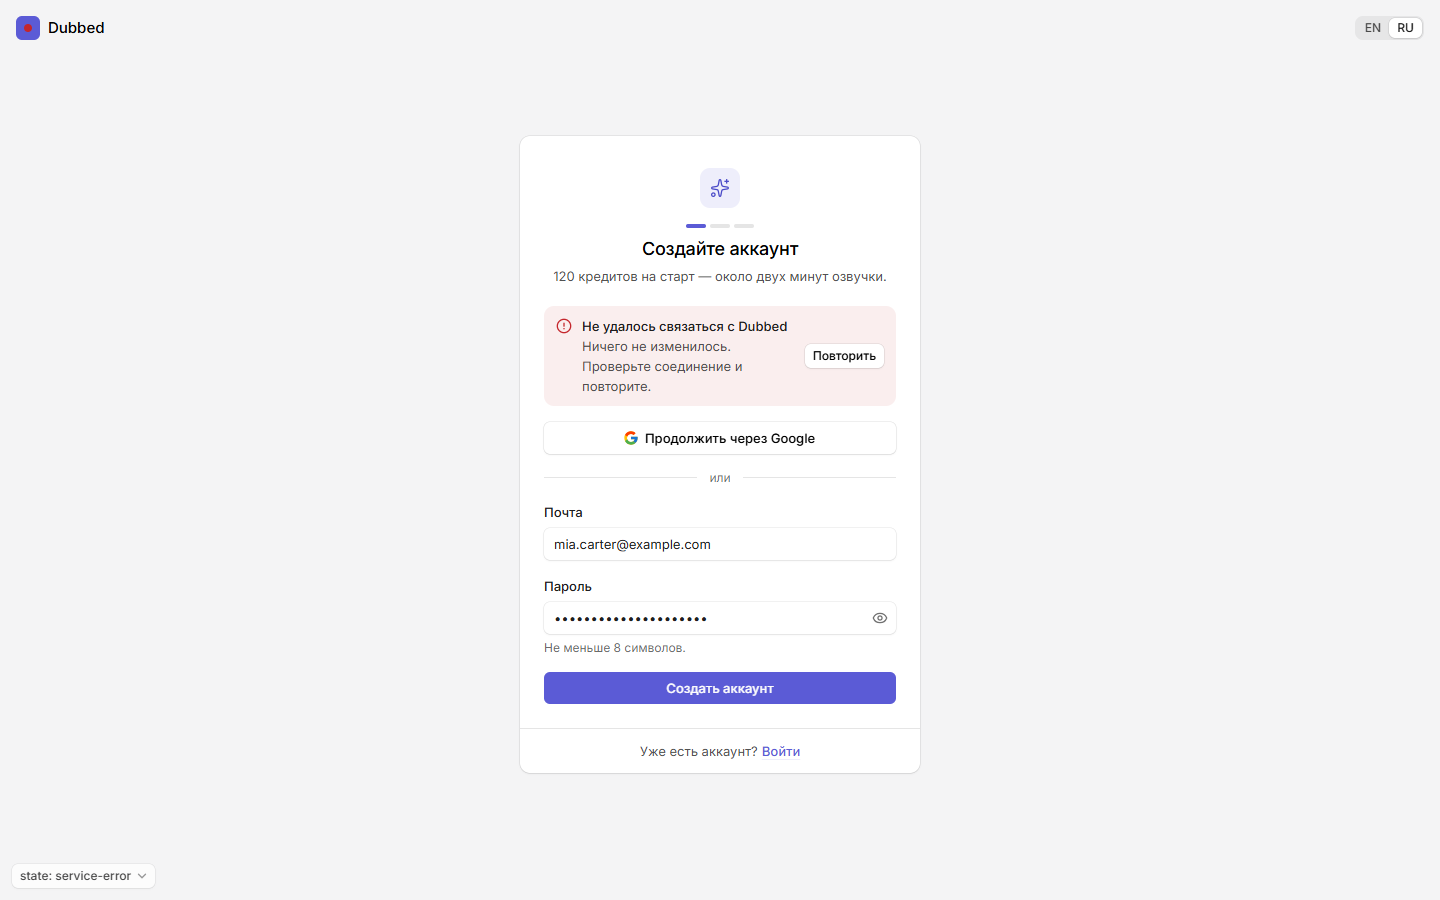 Dubbed
EN RU
Создайте аккаунт
120 кредитов на старт — около двух минут озвучки.
Не удалось связаться с Dubbed
Ничего не изменилось.
Проверьте соединение и
повторите.
Повторить
Продолжить через Google
или
Почта
mia.carter@example.com
Пароль
•••••••••••••••••••••
Не меньше 8 символов.
Создать аккаунт
Уже есть аккаунт? Войти
state: service-error